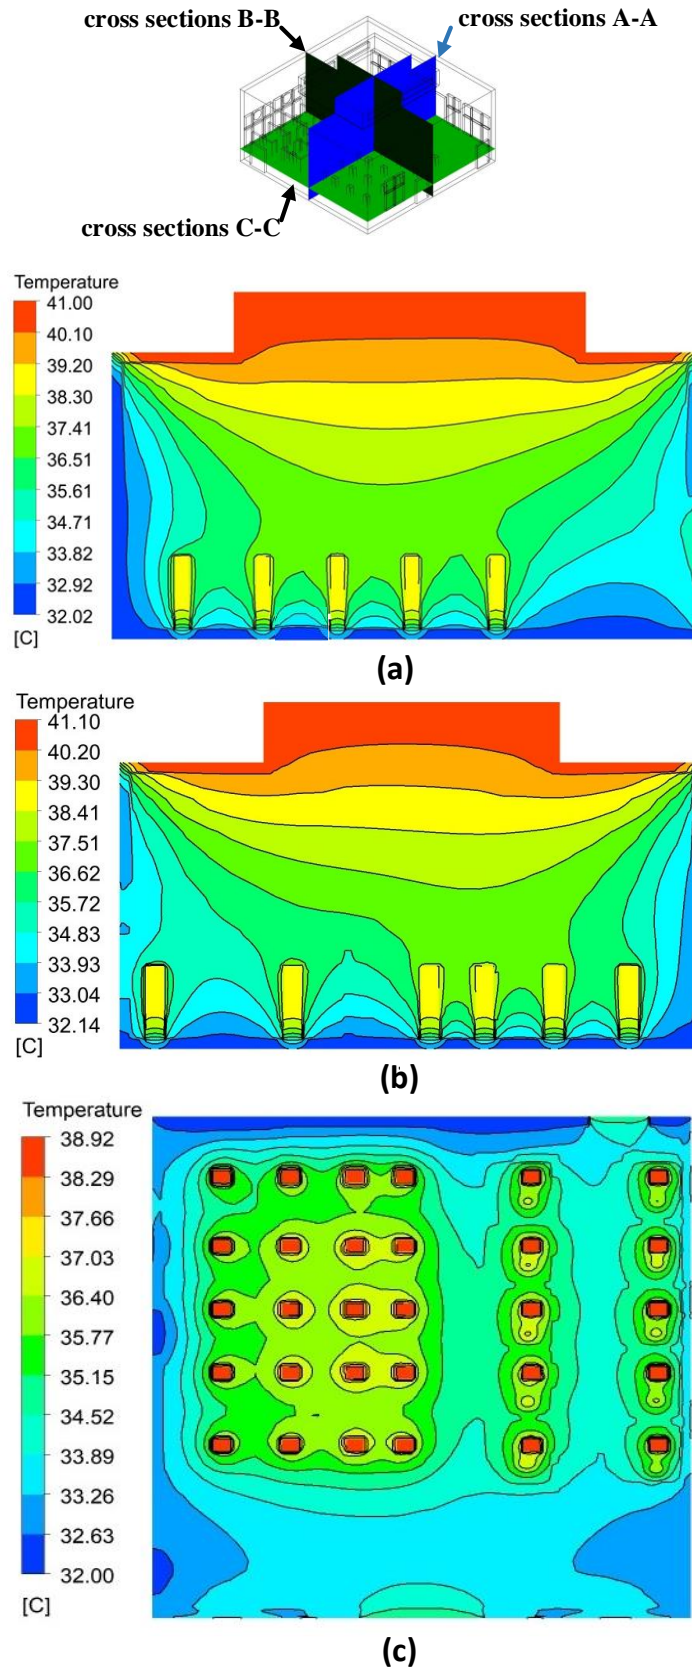 cross sections B-B
cross sections A-A
cross sections C-C
Temperature
41.00
40.10
39.20
38.30
37.41
36.51
35.61
34.71
33.82
32.92
32.02
[C]
(a)
Temperature
41.10
40.20
39.30
38.41
37.51
36.62
35.72
34.83
33.93
33.04
32.14
[C]
(b)
Temperature
38.92
38.29
37.66
37.03
36.40
35.77
35.15
34.52
33.89
33.26
32.63
32.00
[C]
(c)